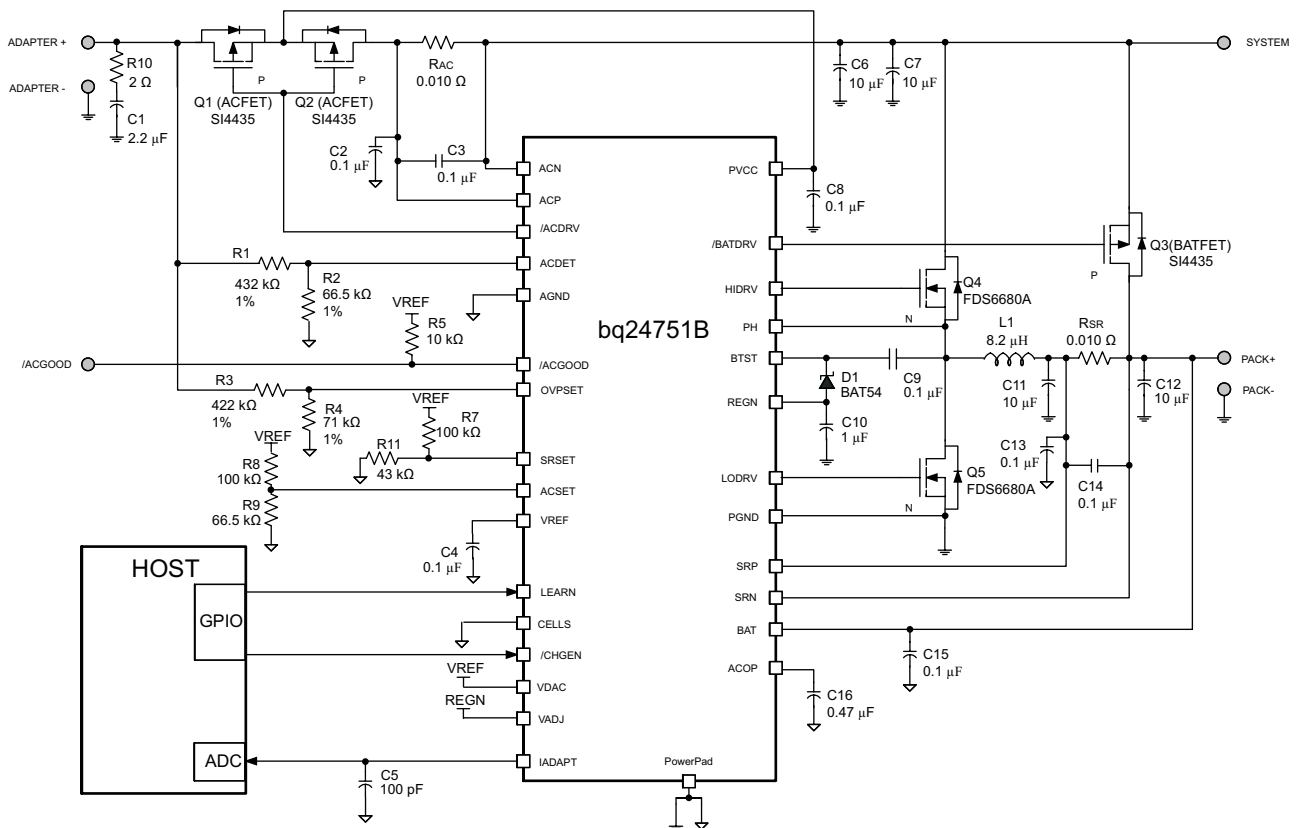 ADAPTER +
R10
2 Ω
ADAPTER -
C1
2.2 µF
P
Q1 (ACFET)
SI4435
P
Q2 (ACFET)
SI4435
RAC
0.010 Ω
C6
10 µF
C7
10 µF
SYSTEM
C2
0.1 µF
C3
0.1 µF
ACN
ACP
/ACDRV
R1
432 kΩ
1%
R2
66.5 kΩ
1%
ACDET
AGND
VREF
R5
10 kΩ
/ACGOOD
/ACGOOD
R3
422 kΩ
1%
R4
71 kΩ
1%
OVPSET
VREF
R7
100 kΩ
R11
43 kΩ
SRSET
VREF
R8
100 kΩ
R9
66.5 kΩ
ACSET
VREF
C4
0.1 µF
HOST
GPIO
ADC
LEARN
CELLS
/CHGEN
VREF
VDAC
REGN
VADJ
IADAPT
C5
100 pF
bq24751B
PowerPad
PVCC
C8
0.1 µF
/BATDRV
Q3(BATFET)
SI4435
P
HIDRV
Q4
FDS6680A
N
PH
BTST
D1
BAT54
C9
0.1 µF
L1
8.2 µH
RSR
0.010 Ω
PACK+
PACK-
REGN
C10
1 µF
C11
10 µF
C12
10 µF
C13
0.1 µF
C14
0.1 µF
LODRV
Q5
FDS6680A
N
PGND
SRP
SRN
BAT
C15
0.1 µF
ACOP
C16
0.47 µF